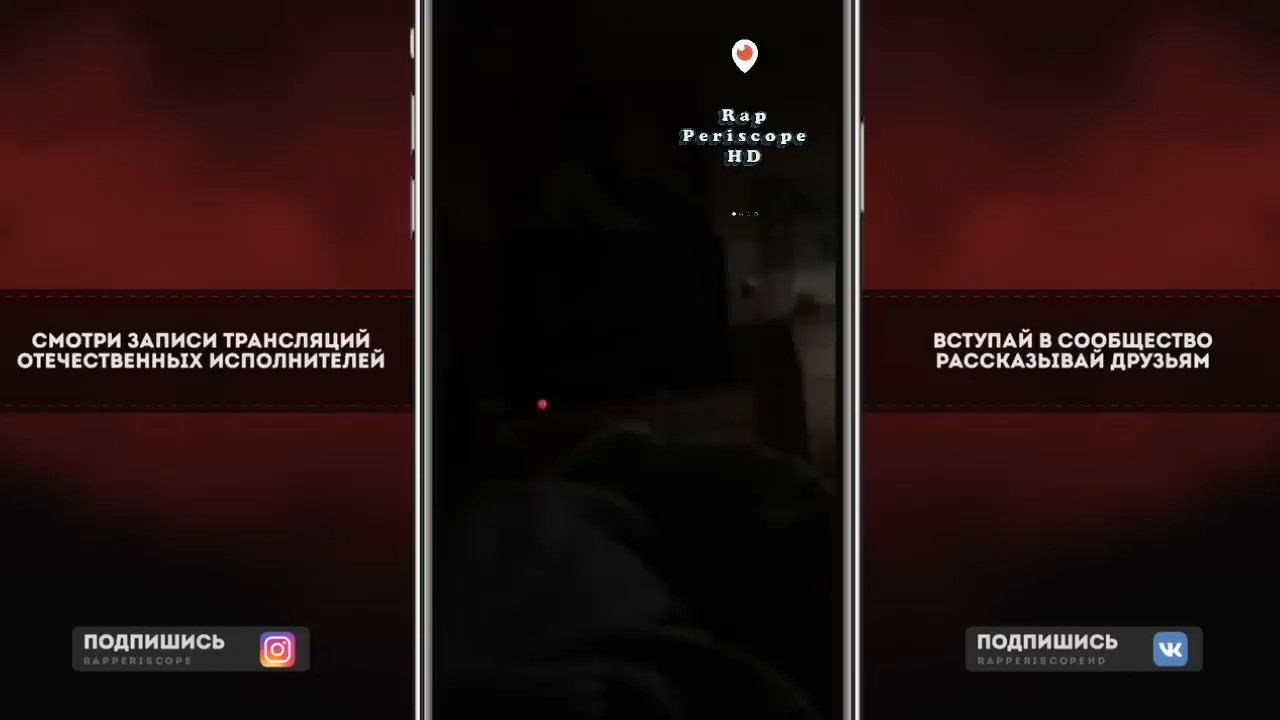 Rap
Periscope
HD
СМОТРИ ЗАПИСИ ТРАНСЛЯЦИЙ
ОТЕЧЕСТВЕННЫХ ИСПОЛНИТЕЛЕЙ
ВСТУПАЙ В СООБЩЕСТВО
РАССКАЗЫВАЙ ДРУЗЬЯМ
ПОДПИШИСЬ
RAPPERISCOPE
ПОДПИШИСЬ
RAPPERISCOPEHD